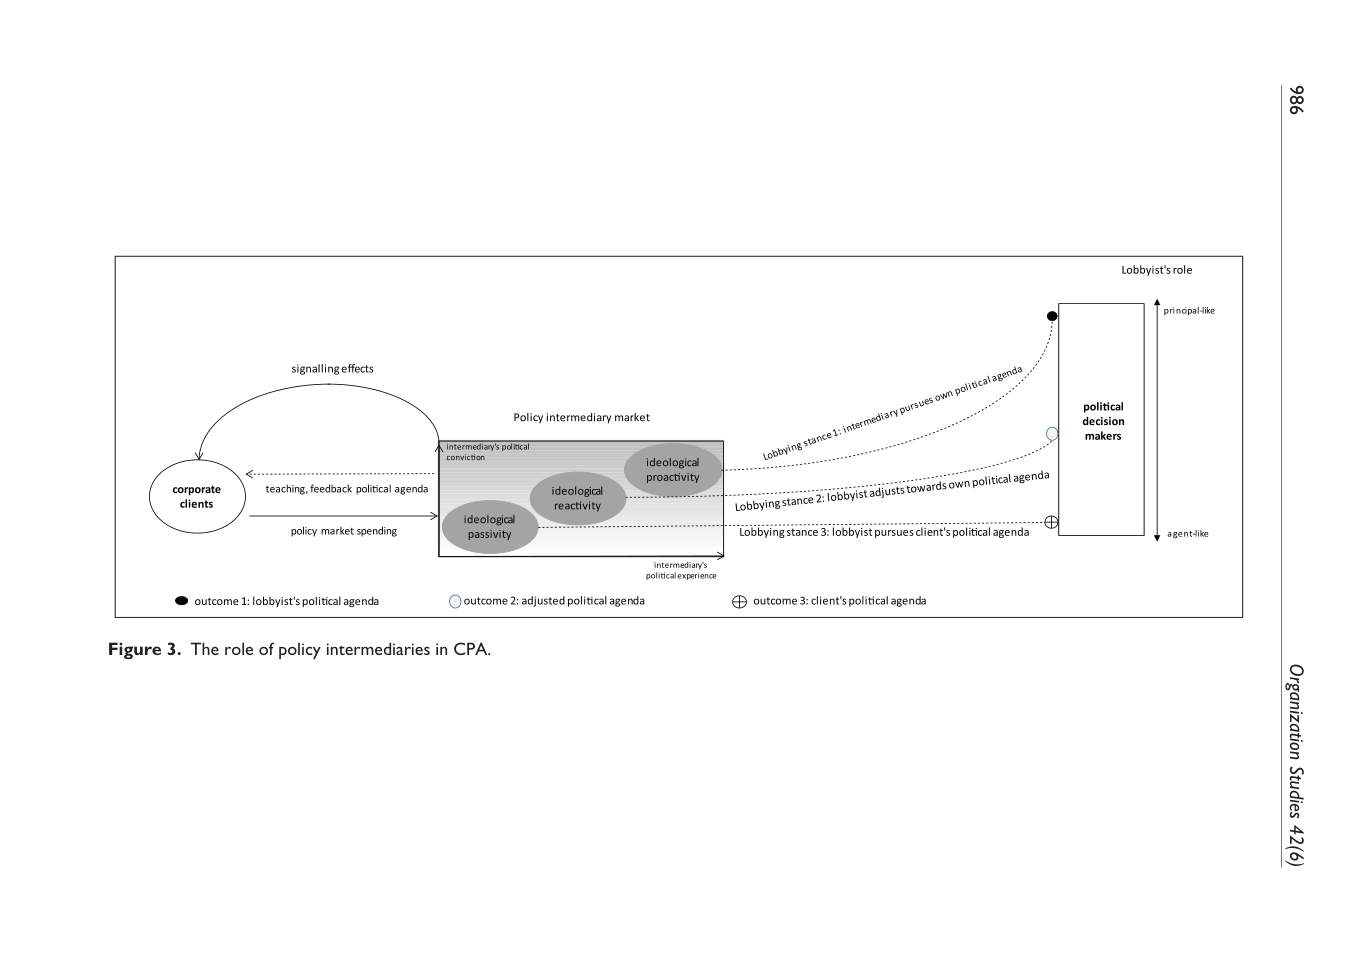 986
Lobbyist's role
principal-like
signalling effects
Lobbying stance 1: intermediary pursues own political agenda
political
decision
makers
Policy intermediary market
intermediary's political
conviction
ideological
proactivity
teaching, feedback political agenda
corporate
clients
ideological
reactivity
Lobbying stance 2: lobbyist adjusts towards own political agenda
ideological
passivity
policy market spending
Lobbying stance 3: lobbyist pursues client's political agenda
agent-like
intermediary's
political experience
outcome 1: lobbyist's political agenda
outcome 2: adjusted political agenda
outcome 3: client's political agenda
Figure 3. The role of policy intermediaries in CPA.
Organization Studies 42(6)